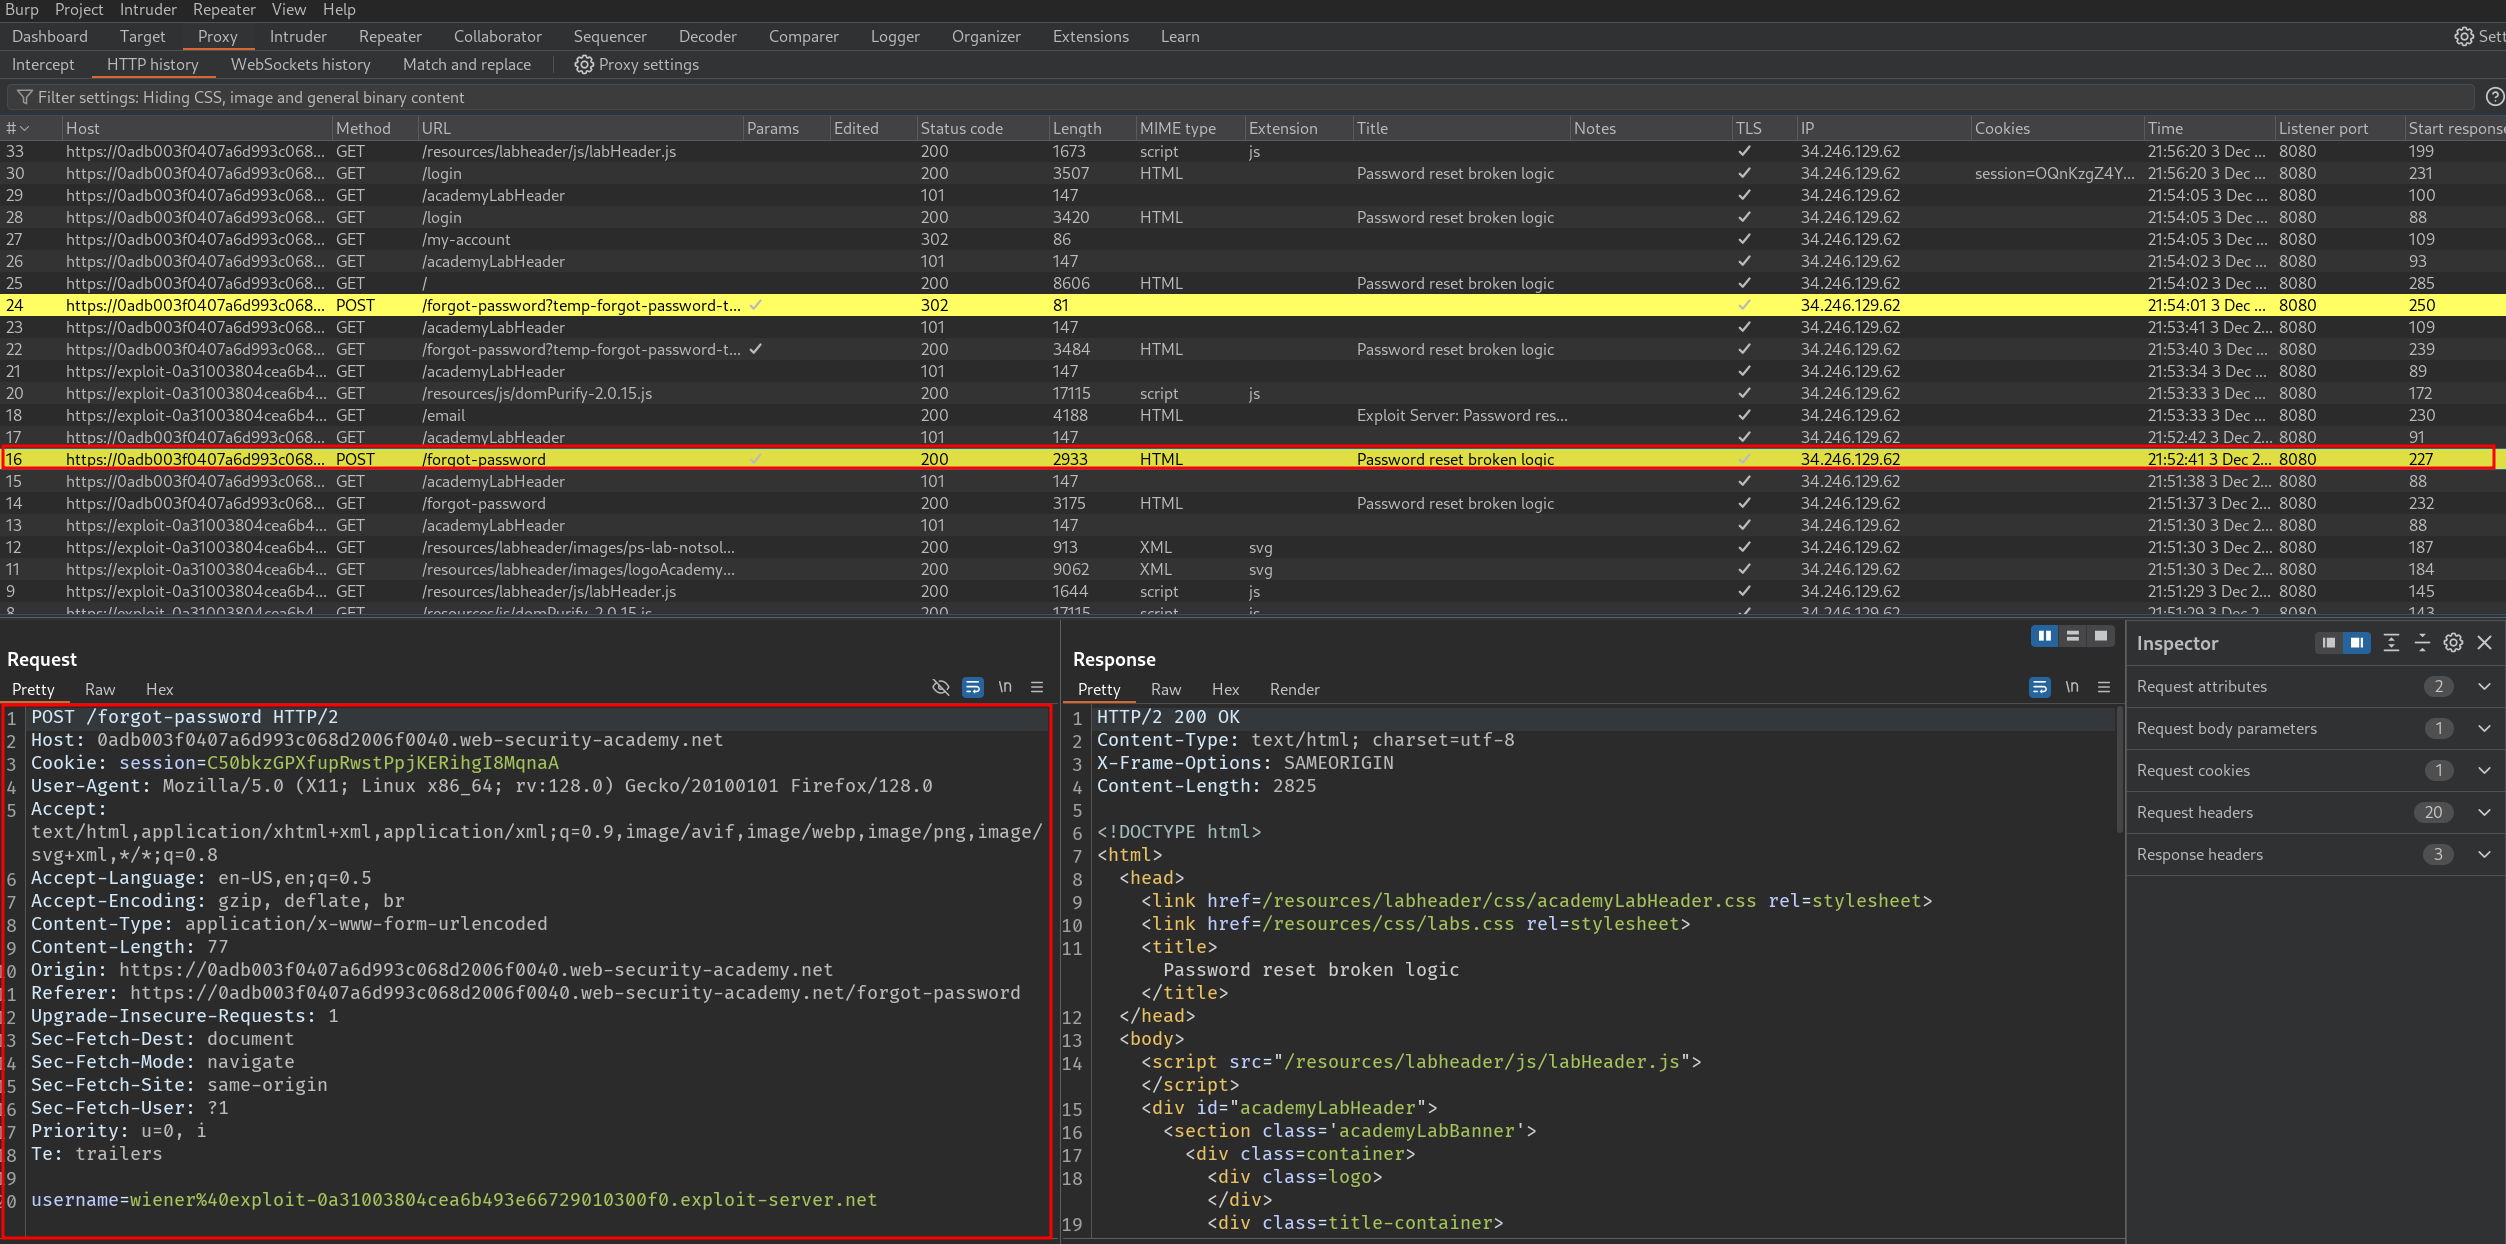 Burp Project Intruder Repeater View Help
Dashboard Target Proxy Intruder Repeater Collaborator Sequencer Decoder Comparer Logger Organizer Extensions Learn Sett
Intercept HTTP history WebSockets history Match and replace Proxy settings
Filter settings: Hiding CSS, image and general binary content
# Host Method URL Params Edited Status code Length MIME type Extension Title Notes TLS IP Cookies Time Listener port Start response
33 https://0adb003f0407a6d993c068... GET /resources/labheader/js/labHeader.js 200 1673 script js ✓ 34.246.129.62 21:56:20 3 Dec ... 8080 199
30 https://0adb003f0407a6d993c068... GET /login 200 3507 HTML Password reset broken logic ✓ 34.246.129.62 session=OQnKzgZ4Y... 21:56:20 3 Dec ... 8080 231
29 https://0adb003f0407a6d993c068... GET /academyLabHeader 101 147 ✓ 34.246.129.62 21:54:05 3 Dec ... 8080 100
28 https://0adb003f0407a6d993c068... GET /login 200 3420 HTML Password reset broken logic ✓ 34.246.129.62 21:54:05 3 Dec ... 8080 88
27 https://0adb003f0407a6d993c068... GET /my-account 302 86 ✓ 34.246.129.62 21:54:05 3 Dec ... 8080 109
26 https://0adb003f0407a6d993c068... GET /academyLabHeader 101 147 ✓ 34.246.129.62 21:54:02 3 Dec ... 8080 93
25 https://0adb003f0407a6d993c068... GET / 200 8606 HTML Password reset broken logic ✓ 34.246.129.62 21:54:02 3 Dec ... 8080 285
24 https://0adb003f0407a6d993c068... POST /forgot-password?temp-forgot-password-t... ✓ 302 81 ✓ 34.246.129.62 21:54:01 3 Dec ... 8080 250
23 https://0adb003f0407a6d993c068... GET /academyLabHeader 101 147 ✓ 34.246.129.62 21:53:41 3 Dec 2... 8080 109
22 https://0adb003f0407a6d993c068... GET /forgot-password?temp-forgot-password-t... ✓ 200 3484 HTML Password reset broken logic ✓ 34.246.129.62 21:53:40 3 Dec ... 8080 239
21 https://exploit-0a31003804cea6b4... GET /academyLabHeader 101 147 ✓ 34.246.129.62 21:53:34 3 Dec ... 8080 89
20 https://exploit-0a31003804cea6b4... GET /resources/js/domPurify-2.0.15.js 200 17115 script js ✓ 34.246.129.62 21:53:33 3 Dec ... 8080 172
18 https://exploit-0a31003804cea6b4... GET /email 200 4188 HTML Exploit Server: Password res... ✓ 34.246.129.62 21:53:33 3 Dec ... 8080 230
17 https://0adb003f0407a6d993c068... GET /academyLabHeader 101 147 ✓ 34.246.129.62 21:52:42 3 Dec 2... 8080 91
16 https://0adb003f0407a6d993c068... POST /forgot-password ✓ 200 2933 HTML Password reset broken logic ✓ 34.246.129.62 21:52:41 3 Dec 2... 8080 227
15 https://0adb003f0407a6d993c068... GET /academyLabHeader 101 147 ✓ 34.246.129.62 21:51:38 3 Dec 2... 8080 88
14 https://0adb003f0407a6d993c068... GET /forgot-password 200 3175 HTML Password reset broken logic ✓ 34.246.129.62 21:51:37 3 Dec 2... 8080 232
13 https://exploit-0a31003804cea6b4... GET /academyLabHeader 101 147 ✓ 34.246.129.62 21:51:30 3 Dec 2... 8080 88
12 https://exploit-0a31003804cea6b4... GET /resources/labheader/images/ps-lab-notsol... 200 913 XML svg ✓ 34.246.129.62 21:51:30 3 Dec 2... 8080 187
11 https://exploit-0a31003804cea6b4... GET /resources/labheader/images/logoAcademy... 200 9062 XML svg ✓ 34.246.129.62 21:51:30 3 Dec 2... 8080 184
9 https://exploit-0a31003804cea6b4... GET /resources/labheader/js/labHeader.js 200 1644 script js ✓ 34.246.129.62 21:51:29 3 Dec 2... 8080 145
8 https://exploit-0a31003804cea6b4... GET /resources/js/domPurify-2.0.15.js 200 17115 script js ✓ 34.246.129.62 21:51:29 3 Dec 2... 8080 143
Request
Pretty Raw Hex \n
1 POST /forgot-password HTTP/2
2 Host: 0adb003f0407a6d993c068d2006f0040.web-security-academy.net
3 Cookie: session=C50bkzGPXfupRwstPpjKERihgI8MqnaA
4 User-Agent: Mozilla/5.0 (X11; Linux x86_64; rv:128.0) Gecko/20100101 Firefox/128.0
5 Accept:
text/html,application/xhtml+xml,application/xml;q=0.9,image/avif,image/webp,image/png,image/
svg+xml,*/*;q=0.8
6 Accept-Language: en-US,en;q=0.5
7 Accept-Encoding: gzip, deflate, br
8 Content-Type: application/x-www-form-urlencoded
9 Content-Length: 77
0 Origin: https://0adb003f0407a6d993c068d2006f0040.web-security-academy.net
1 Referer: https://0adb003f0407a6d993c068d2006f0040.web-security-academy.net/forgot-password
2 Upgrade-Insecure-Requests: 1
3 Sec-Fetch-Dest: document
4 Sec-Fetch-Mode: navigate
5 Sec-Fetch-Site: same-origin
6 Sec-Fetch-User: ?1
7 Priority: u=0, i
8 Te: trailers
9
0 username=wiener%40exploit-0a31003804cea6b493e66729010300f0.exploit-server.net
Response
Pretty Raw Hex Render \n
1 HTTP/2 200 OK
2 Content-Type: text/html; charset=utf-8
3 X-Frame-Options: SAMEORIGIN
4 Content-Length: 2825
5
6 <!DOCTYPE html>
7 <html>
8 <head>
9 <link href=/resources/labheader/css/academyLabHeader.css rel=stylesheet>
10 <link href=/resources/css/labs.css rel=stylesheet>
11 <title>
Password reset broken logic
</title>
12 </head>
13 <body>
14 <script src="/resources/labheader/js/labHeader.js">
</script>
15 <div id="academyLabHeader">
16 <section class='academyLabBanner'>
17 <div class=container>
18 <div class=logo>
</div>
19 <div class=title-container>
Inspector
Request attributes 2
Request body parameters 1
Request cookies 1
Request headers 20
Response headers 3